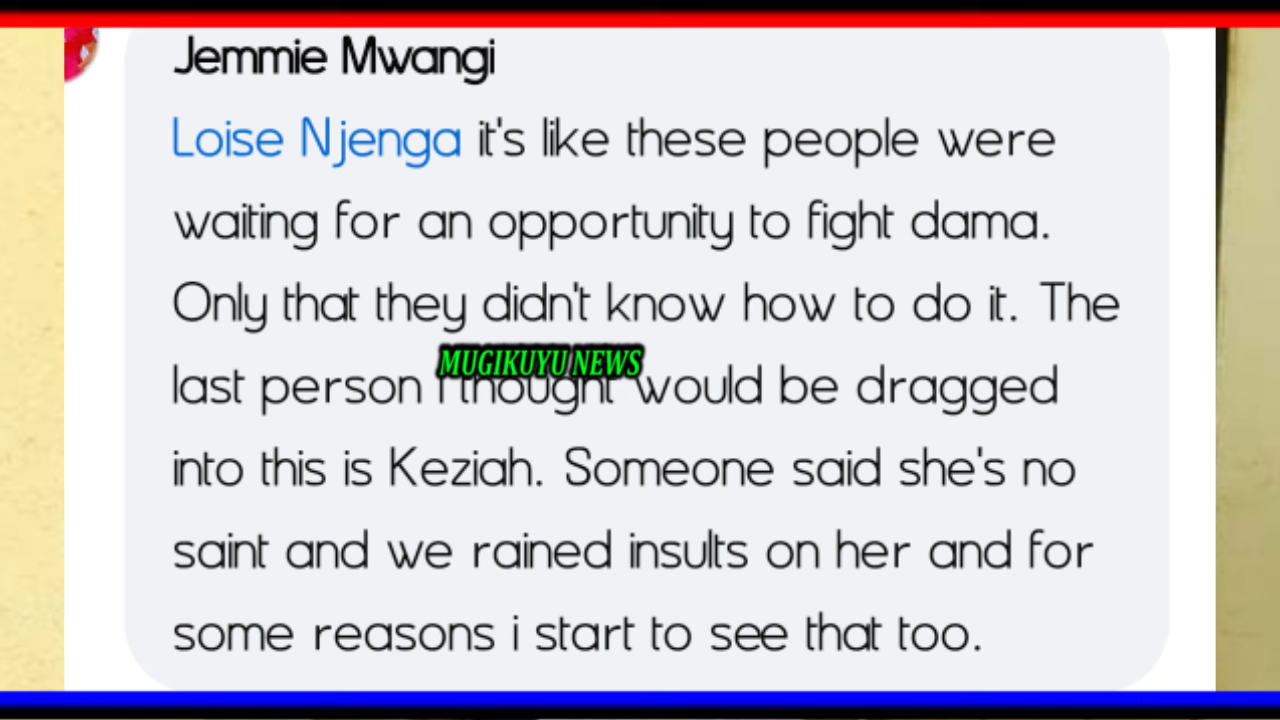 Jemmie Mwangi
Loise Njenga it's like these people were
waiting for an opportunity to fight dama.
Only that they didn't know how to do it. The
MUGIKUYU NEWS
last person i thought would be dragged
into this is Keziah. Someone said she's no
saint and we rained insults on her and for
some reasons i start to see that too.